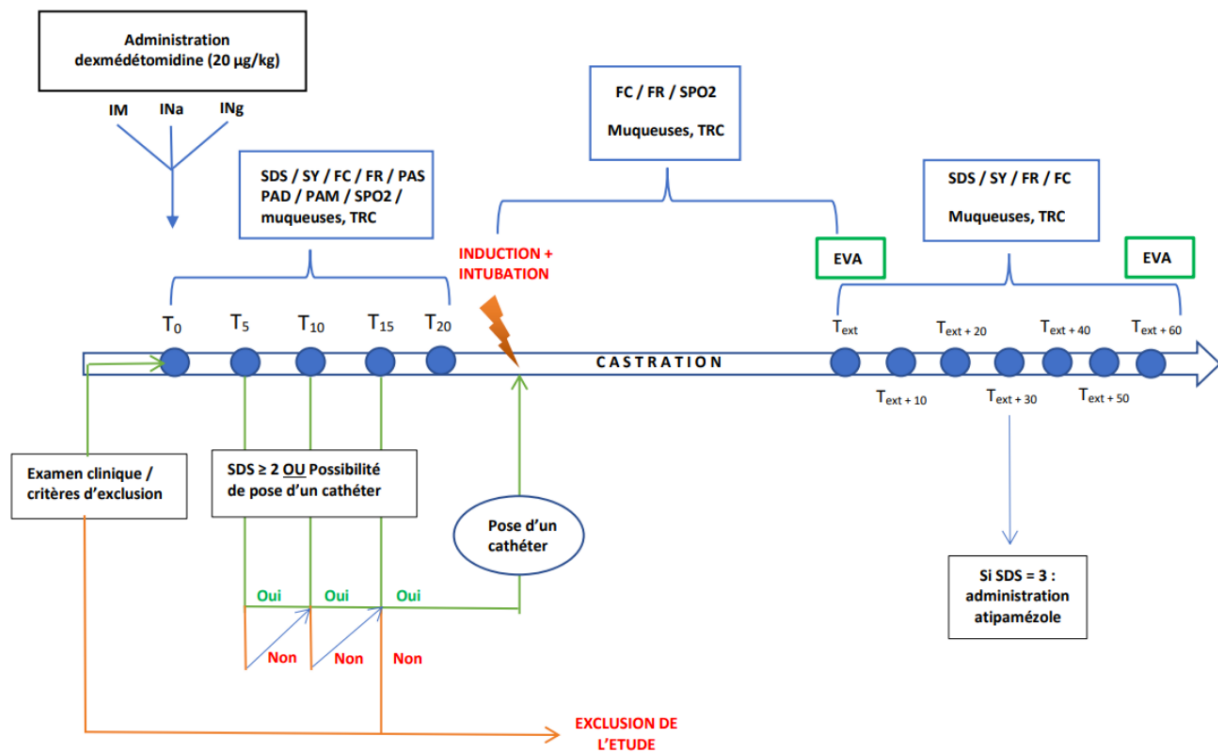 Administration
dexmédétomidine (20 µg/kg)
IM
INa
INg
SDS / SY / FC / FR / PAS
PAD / PAM / SPO2 /
muqueuses, TRC
FC / FR / SPO2
Muqueuses, TRC
SDS / SY / FR / FC
Muqueuses, TRC
INDUCTION +
INTUBATION
EVA
EVA
T0
T5
T10
T15
T20
Text
Text + 20
Text + 40
Text + 60
CASTRATION
Text + 10
Text + 30
Text + 50
Examen clinique /
critères d’exclusion
SDS ≥ 2 OU Possibilité
de pose d’un cathéter
Pose d’un
cathéter
Si SDS = 3 :
administration
atipamézole
Oui
Oui
Oui
Non
Non
Non
EXCLUSION DE
L’ETUDE